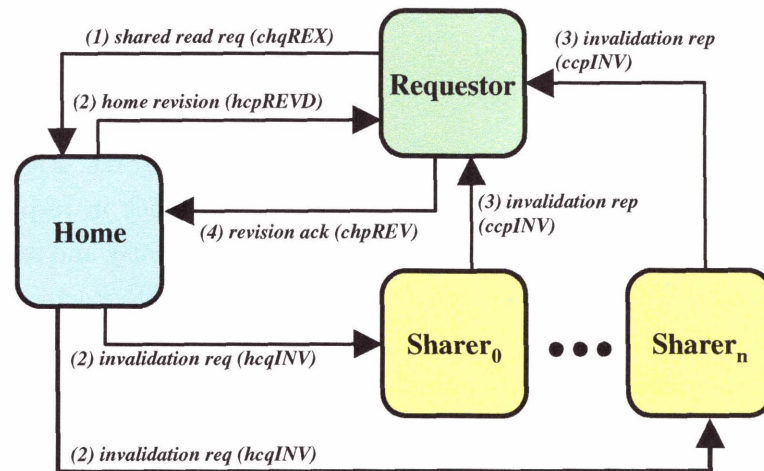 (1) shared read req (chqREX)
(3) invalidation rep
(ccpINV)
Requestor
(2) home revision (hcpREVD)
(3) invalidation rep
(ccpINV)
Home
(4) revision ack (chpREV)
Sharer0
Sharern
(2) invalidation req (hcqINV)
(2) invalidation req (hcqINV)